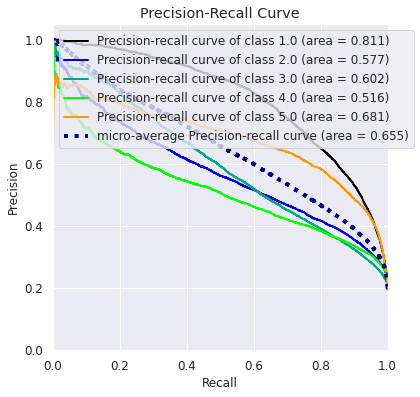 Precision-Recall Curve
Precision-recall curve of class 1.0 (area = 0.811)
Precision-recall curve of class 2.0 (area = 0.577)
Precision-recall curve of class 3.0 (area = 0.602)
Precision-recall curve of class 4.0 (area = 0.516)
Precision-recall curve of class 5.0 (area = 0.681)
micro-average Precision-recall curve (area = 0.655)
Precision
1.0
0.8
0.6
0.4
0.2
0.0
0.0 0.2 0.4 0.6 0.8 1.0
Recall